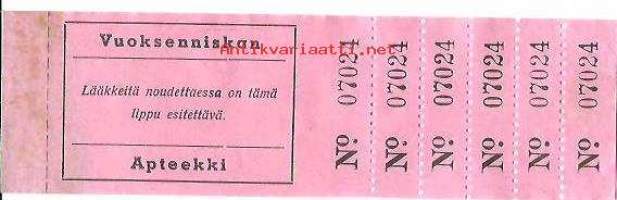 Vuoksenniskan
Antikvariaatti.net
Lääkkeitä noudettaessa on tämä
lippu esitettävä.
Apteekki
Nº 07024
Nº 07024
Nº 07024
Nº 07024
Nº 07024
Nº 07024